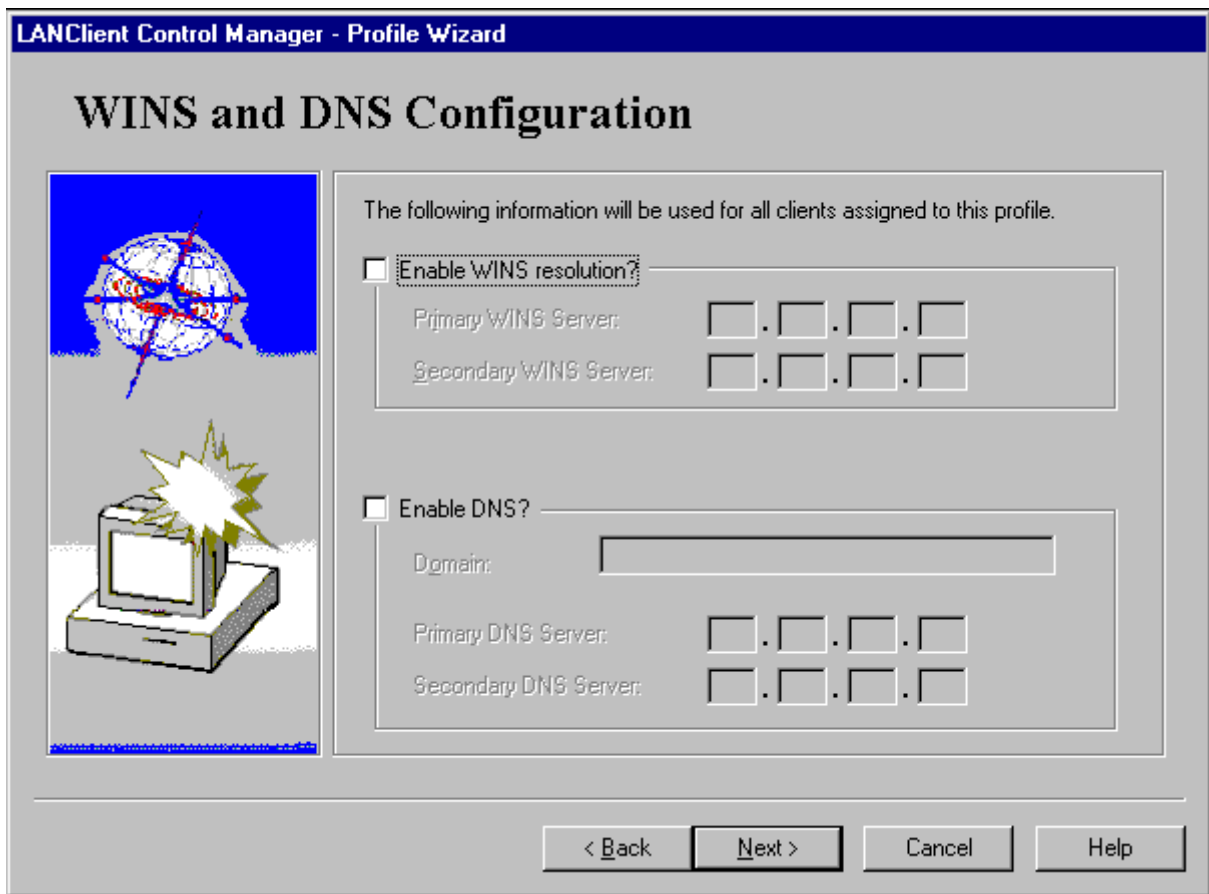 LANClient Control Manager - Profile Wizard
WINS and DNS Configuration
The following information will be used for all clients assigned to this profile.
Enable WINS resolution?
Primary WINS Server:
Secondary WINS Server:
Enable DNS?
Domain:
Primary DNS Server:
Secondary DNS Server:
< Back Next > Cancel Help